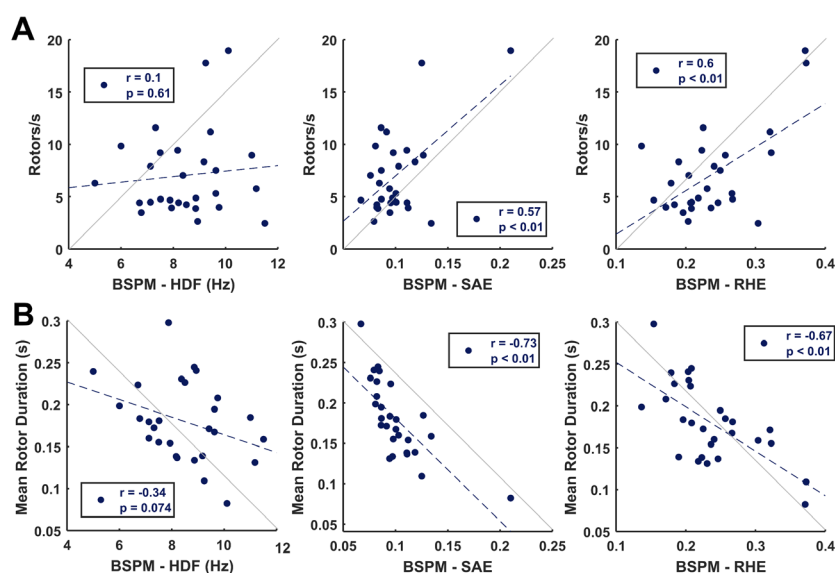 A
20
15
10
5
0
Rotors/s
r = 0.1
p = 0.61
4 6 8 10 12
BSPM - HDF (Hz)
20
15
10
5
0
r = 0.57
p < 0.01
0.05 0.1 0.15 0.2 0.25
BSPM - SAE
20
15
10
5
0
Rotors/s
r = 0.6
p < 0.01
0.1 0.2 0.3 0.4
BSPM - RHE
B
0.3
0.25
0.2
0.15
0.1
0.05
Mean Rotor Duration (s)
r = -0.34
p = 0.074
4 6 8 10 12
BSPM - HDF (Hz)
0.3
0.25
0.2
0.15
0.1
0.05
r = -0.73
p < 0.01
0.05 0.1 0.15 0.2 0.25
BSPM - SAE
0.3
0.25
0.2
0.15
0.1
0.05
Mean Rotor Duration (s)
r = -0.67
p < 0.01
0.1 0.2 0.3 0.4
BSPM - RHE